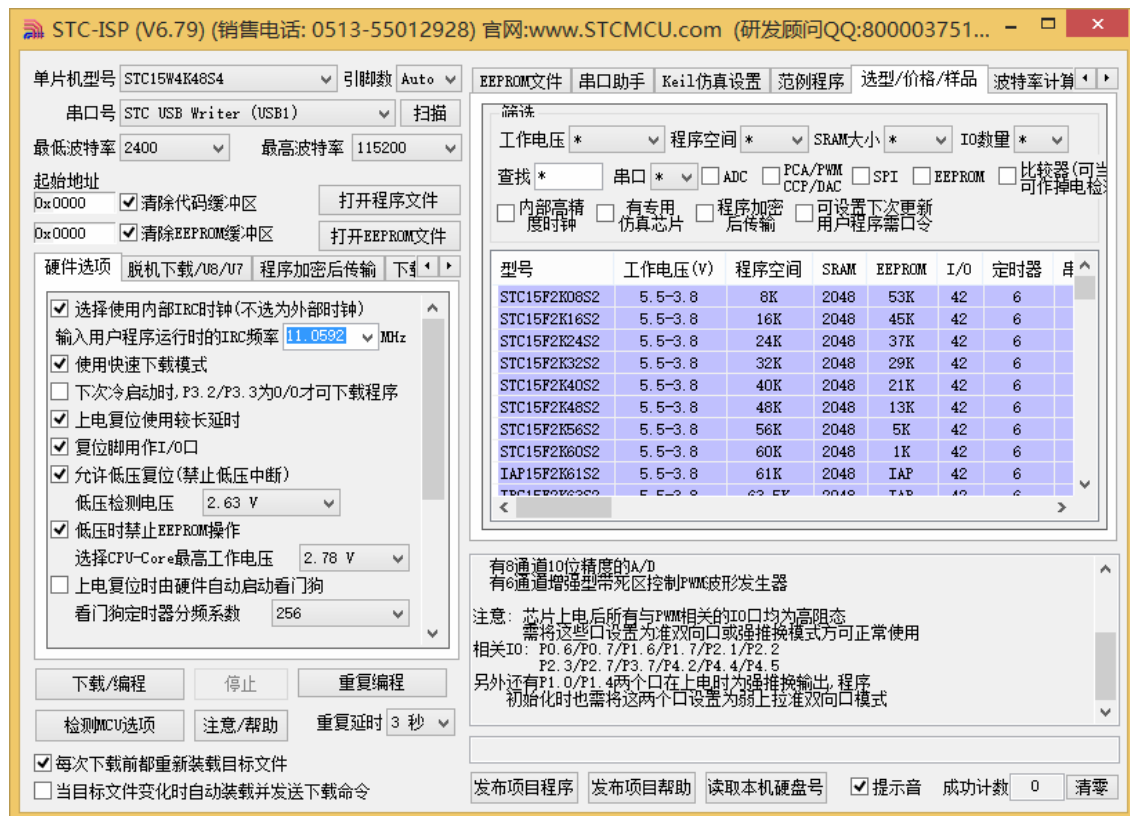 STC-ISP (V6.79) (销售电话: 0513-55012928) 官网:www.STCMCU.com (研发顾问QQ:800003751...
单片机型号 STC15W4K48S4 引脚数 Auto
串口号 STC USB Writer (USB1) 扫描
最低波特率 2400 最高波特率 115200
起始地址
0x0000 清除代码缓冲区 打开程序文件
0x0000 清除EEPROM缓冲区 打开EEPROM文件
硬件选项 脱机下载/U8/U7 程序加密后传输
选择使用内部IRC时钟(不选为外部时钟)
输入用户程序运行时的IRC频率 11.0592 MHz
使用快速下载模式
下次冷启动时,P3.2/P3.3为0/0才可下载程序
上电复位使用较长延时
复位脚用作I/O口
允许低压复位(禁止低压中断)
低压检测电压 2.63 V
低压时禁止EEPROM操作
选择CPU-Core最高工作电压 2.78 V
上电复位时由硬件自动启动看门狗
看门狗定时器分频系数 256
下载/编程 停止 重复编程
检测MCU选项 注意/帮助 重复延时 3 秒
每次下载前都重新装载目标文件
当目标文件变化时自动装载并发送下载命令
EEPROM文件 串口助手 Keil仿真设置 范例程序 选型/价格/样品 波特率计算
筛选
工作电压 * 程序空间 * SRAM大小 * IO数量 *
查找 * 串口 * ADC PCA/PWM CCP/DAC SPI EEPROM 比较器(可当 可作掉电检
内部高精度时钟 有专用仿真芯片 程序加密后传输 可设置下次更新用户程序需口令
型号 工作电压(V) 程序空间 SRAM EEPROM I/O 定时器 串
STC15F2K08S2 5.5-3.8 8K 2048 53K 42 6
STC15F2K16S2 5.5-3.8 16K 2048 45K 42 6
STC15F2K24S2 5.5-3.8 24K 2048 37K 42 6
STC15F2K32S2 5.5-3.8 32K 2048 29K 42 6
STC15F2K40S2 5.5-3.8 40K 2048 21K 42 6
STC15F2K48S2 5.5-3.8 48K 2048 13K 42 6
STC15F2K56S2 5.5-3.8 56K 2048 5K 42 6
STC15F2K60S2 5.5-3.8 60K 2048 1K 42 6
IAP15F2K61S2 5.5-3.8 61K 2048 IAP 42 6
有8通道10位精度的A/D
有6通道增强型带死区控制PWM波形发生器
注意: 芯片上电后所有与PWM相关的IO口均为高阻态
需将这些口设置为准双向口或强推挽模式方可正常使用
相关IO: P0.6/P0.7/P1.6/P1.7/P2.1/P2.2
P2.3/P2.7/P3.7/P4.2/P4.4/P4.5
另外还有P1.0/P1.4两个口在上电时为强推挽输出,程序
初始化时也需将这两个口设置为弱上拉准双向口模式
发布项目程序 发布项目帮助 读取本机硬盘号 提示音 成功计数 0 清零